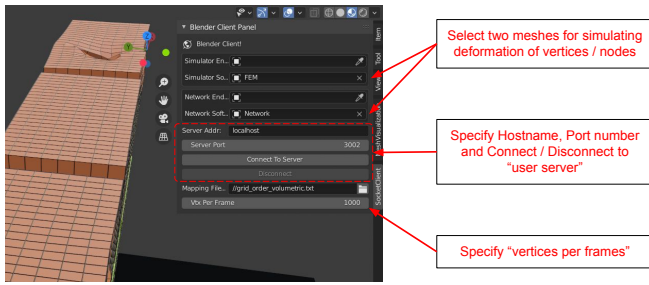 Blender Client Panel
Blender Client!
Simulator En..
Simulator So.. FEM
Network End..
Network Soft.. Network
Server Addr: localhost
Server Port 3002
Connect To Server
Disconnect
Mapping File.. //grid_order_volumetric.txt
Vtx Per Frame 1000
Item
Tool
View
MeshVisualization
SocketClient
Y
Select two meshes for simulating
deformation of vertices / nodes
Specify Hostname, Port number
and Connect / Disconnect to
“user server”
Specify “vertices per frames”